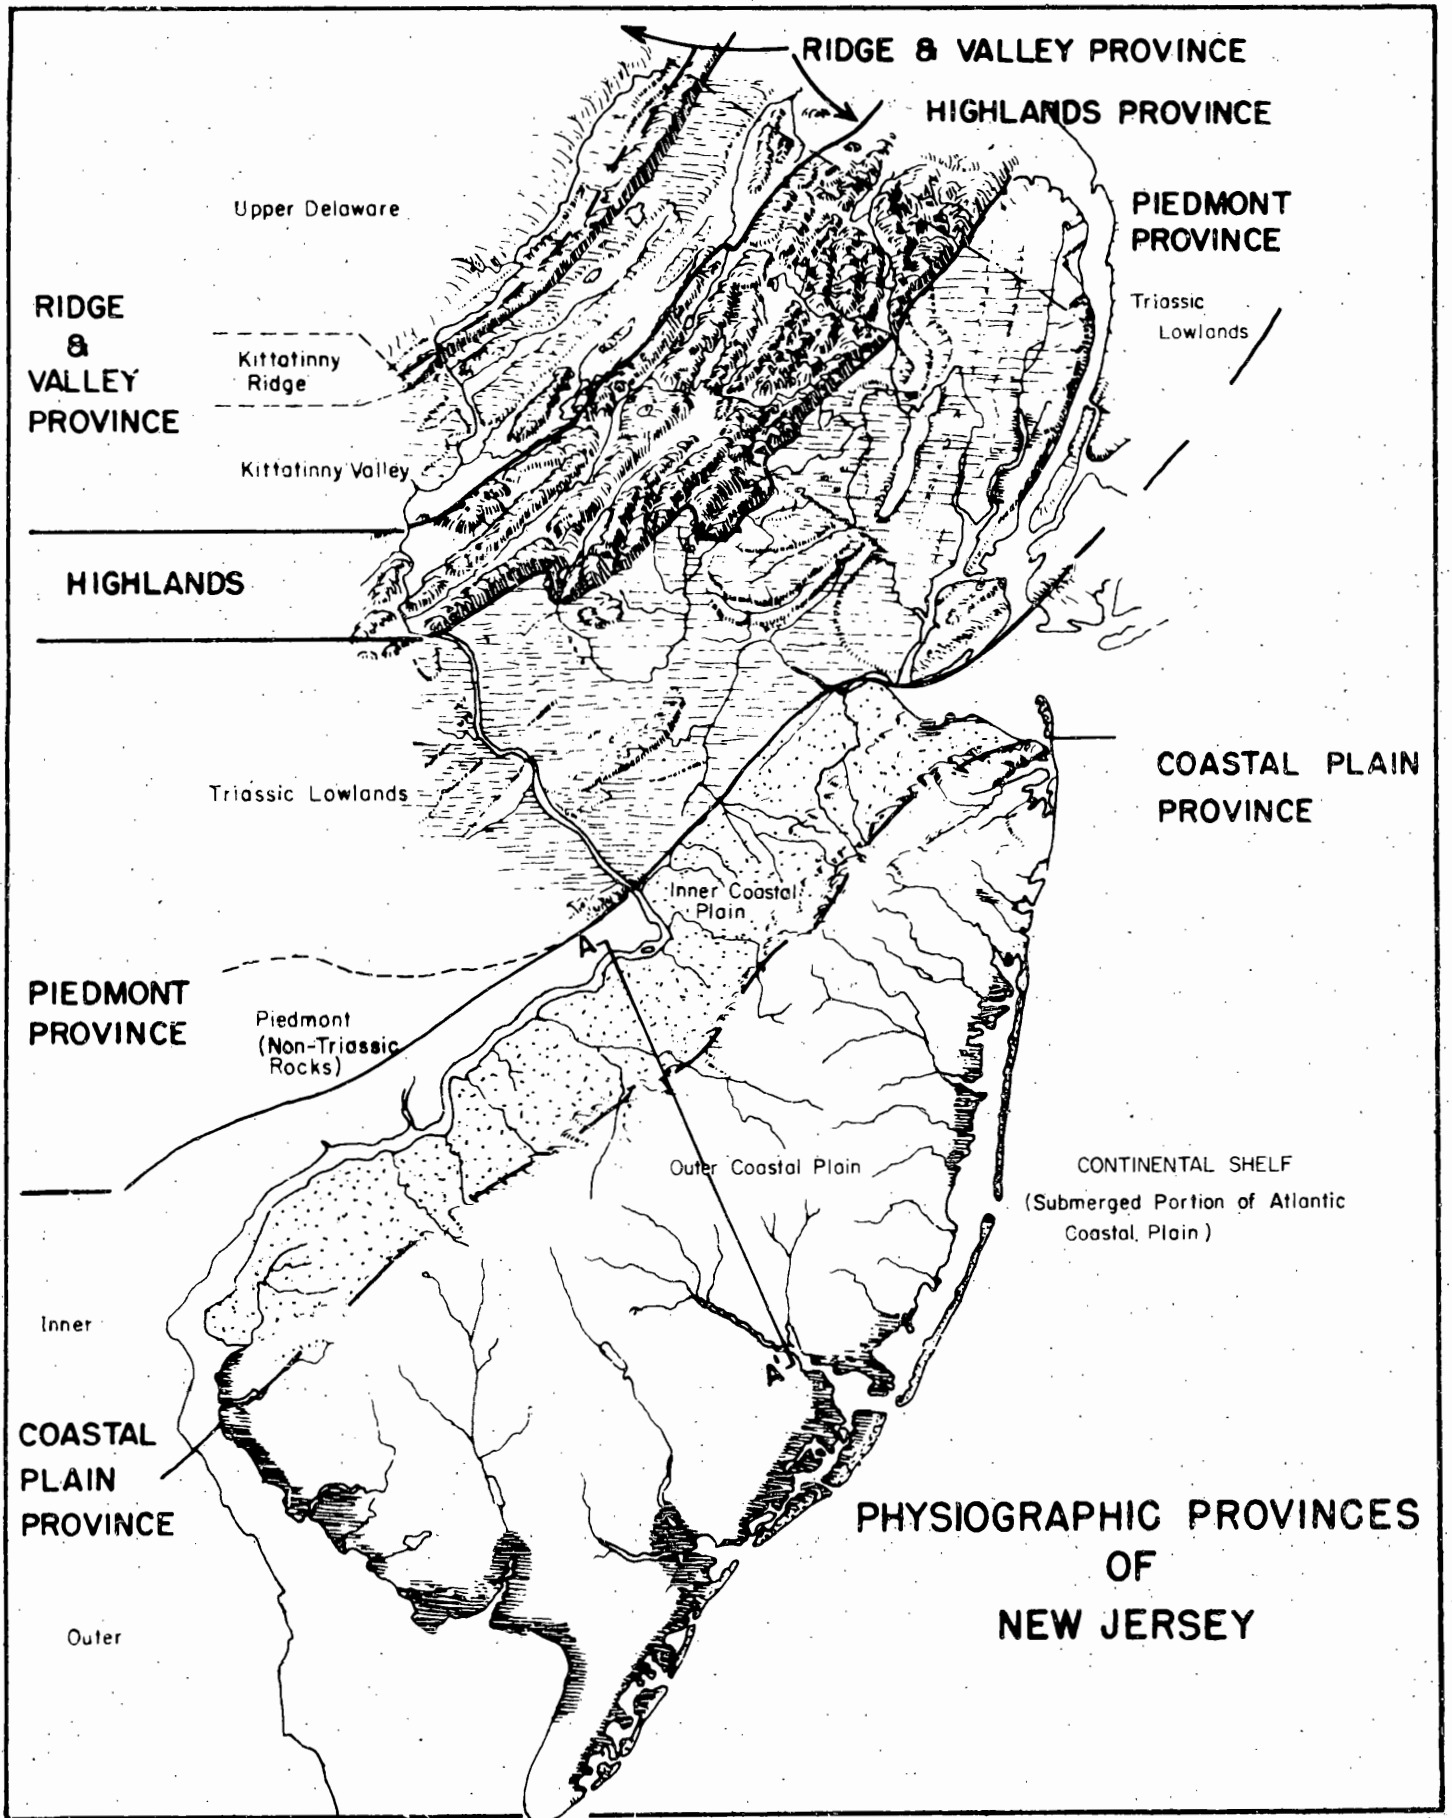 RIDGE & VALLEY PROVINCE
HIGHLANDS PROVINCE
PIEDMONT
PROVINCE
Triassic
Lowlands
Upper Delaware
RIDGE
&
VALLEY
PROVINCE
Kittatinny
Ridge
Kittatinny Valley
HIGHLANDS
Triassic Lowlands
COASTAL PLAIN
PROVINCE
Inner Coastal
Plain
A
PIEDMONT
PROVINCE
Piedmont
(Non-Triassic
Rocks)
Outer Coastal Plain
CONTINENTAL SHELF
(Submerged Portion of Atlantic
Coastal Plain)
Inner
A'
COASTAL
PLAIN
PROVINCE
Outer
PHYSIOGRAPHIC PROVINCES
OF
NEW JERSEY